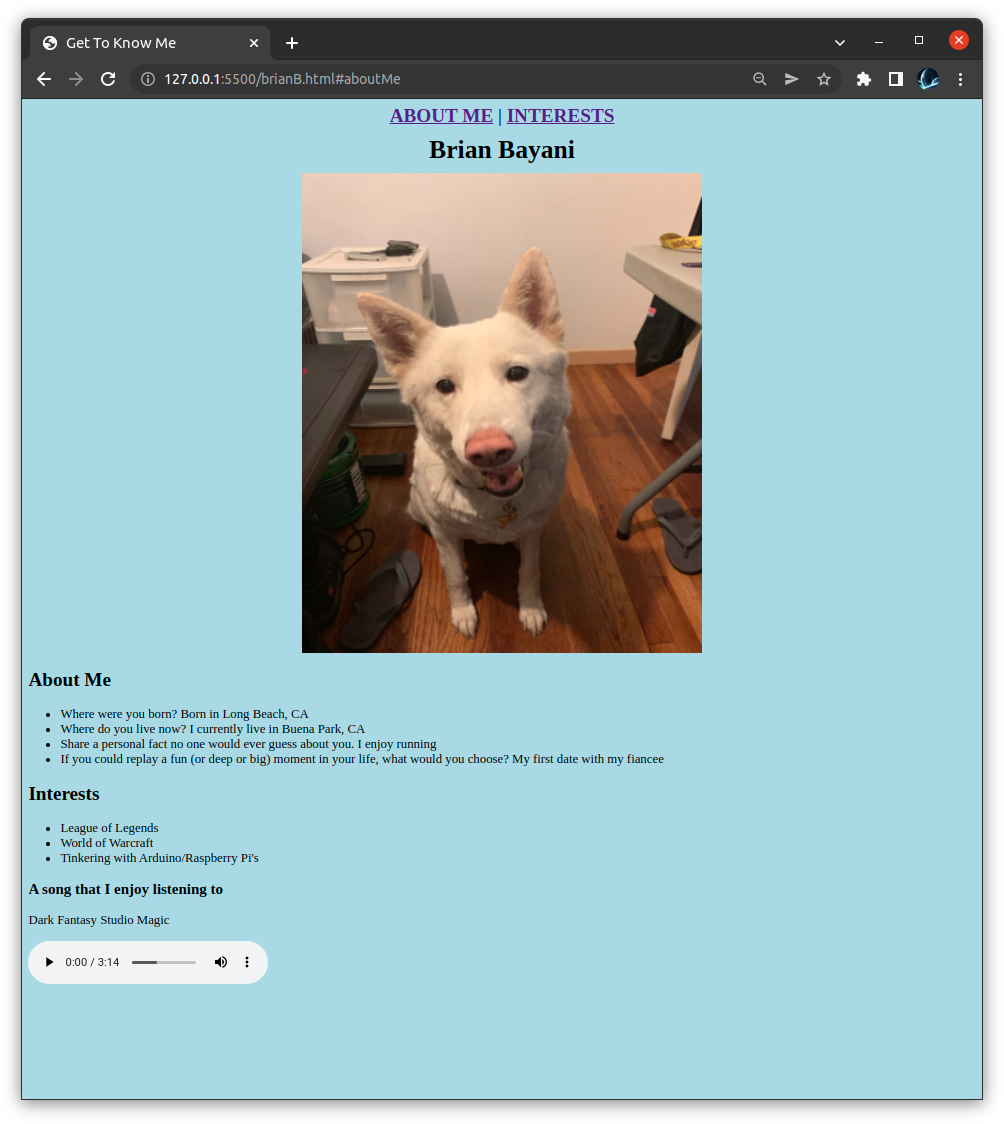 Get To Know Me
127.0.0.1:5500/brianB.html#aboutMe
ABOUT ME | INTERESTS
Brian Bayani
About Me
Where were you born? Born in Long Beach, CA
Where do you live now? I currently live in Buena Park, CA
Share a personal fact no one would ever guess about you. I enjoy running
If you could replay a fun (or deep or big) moment in your life, what would you choose? My first date with my fiancee
Interests
League of Legends
World of Warcraft
Tinkering with Arduino/Raspberry Pi's
A song that I enjoy listening to
Dark Fantasy Studio Magic
0:00 / 3:14